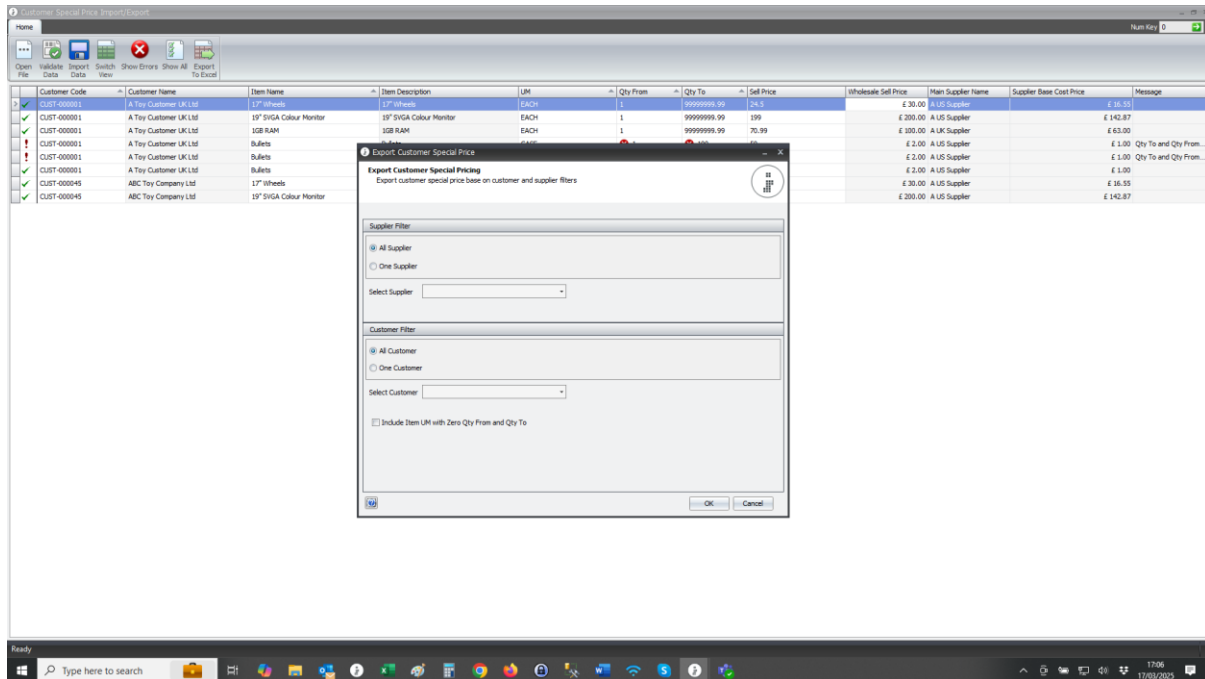 Customer Special Price Import/Export
Home
Num Key 0
Open File
Validate Data
Import Data
Switch View
Show Errors
Show All
Export To Excel
Customer Code Customer Name Item Name Item Description UM Qty From Qty To Sell Price Wholesale Sell Price Main Supplier Name Supplier Base Cost Price Message
CUST-000001 A Toy Customer UK Ltd 17" Wheels 17" Wheels EACH 1 99999999.99 24.5 £ 30.00 A US Supplier £ 16.55
CUST-000001 A Toy Customer UK Ltd 19" SVGA Colour Monitor 19" SVGA Colour Monitor EACH 1 99999999.99 199 £ 200.00 A US Supplier £ 142.87
CUST-000001 A Toy Customer UK Ltd 1GB RAM 1GB RAM EACH 1 99999999.99 70.99 £ 100.00 A UK Supplier £ 63.00
CUST-000001 A Toy Customer UK Ltd Bullets £ 2.00 A US Supplier £ 1.00 Qty To and Qty From...
CUST-000001 A Toy Customer UK Ltd Bullets £ 2.00 A US Supplier £ 1.00 Qty To and Qty From...
CUST-000001 A Toy Customer UK Ltd Bullets £ 2.00 A US Supplier £ 1.00
CUST-000045 ABC Toy Company Ltd 17" Wheels £ 30.00 A US Supplier £ 16.55
CUST-000045 ABC Toy Company Ltd 19" SVGA Colour Monitor £ 200.00 A US Supplier £ 142.87
Export Customer Special Price
Export Customer Special Pricing
Export customer special price base on customer and supplier filters
Supplier Filter
All Supplier
One Supplier
Select Supplier
Customer Filter
All Customer
One Customer
Select Customer
Include Item UM with Zero Qty From and Qty To
OK Cancel
Ready
Type here to search
17:06
17/03/2025